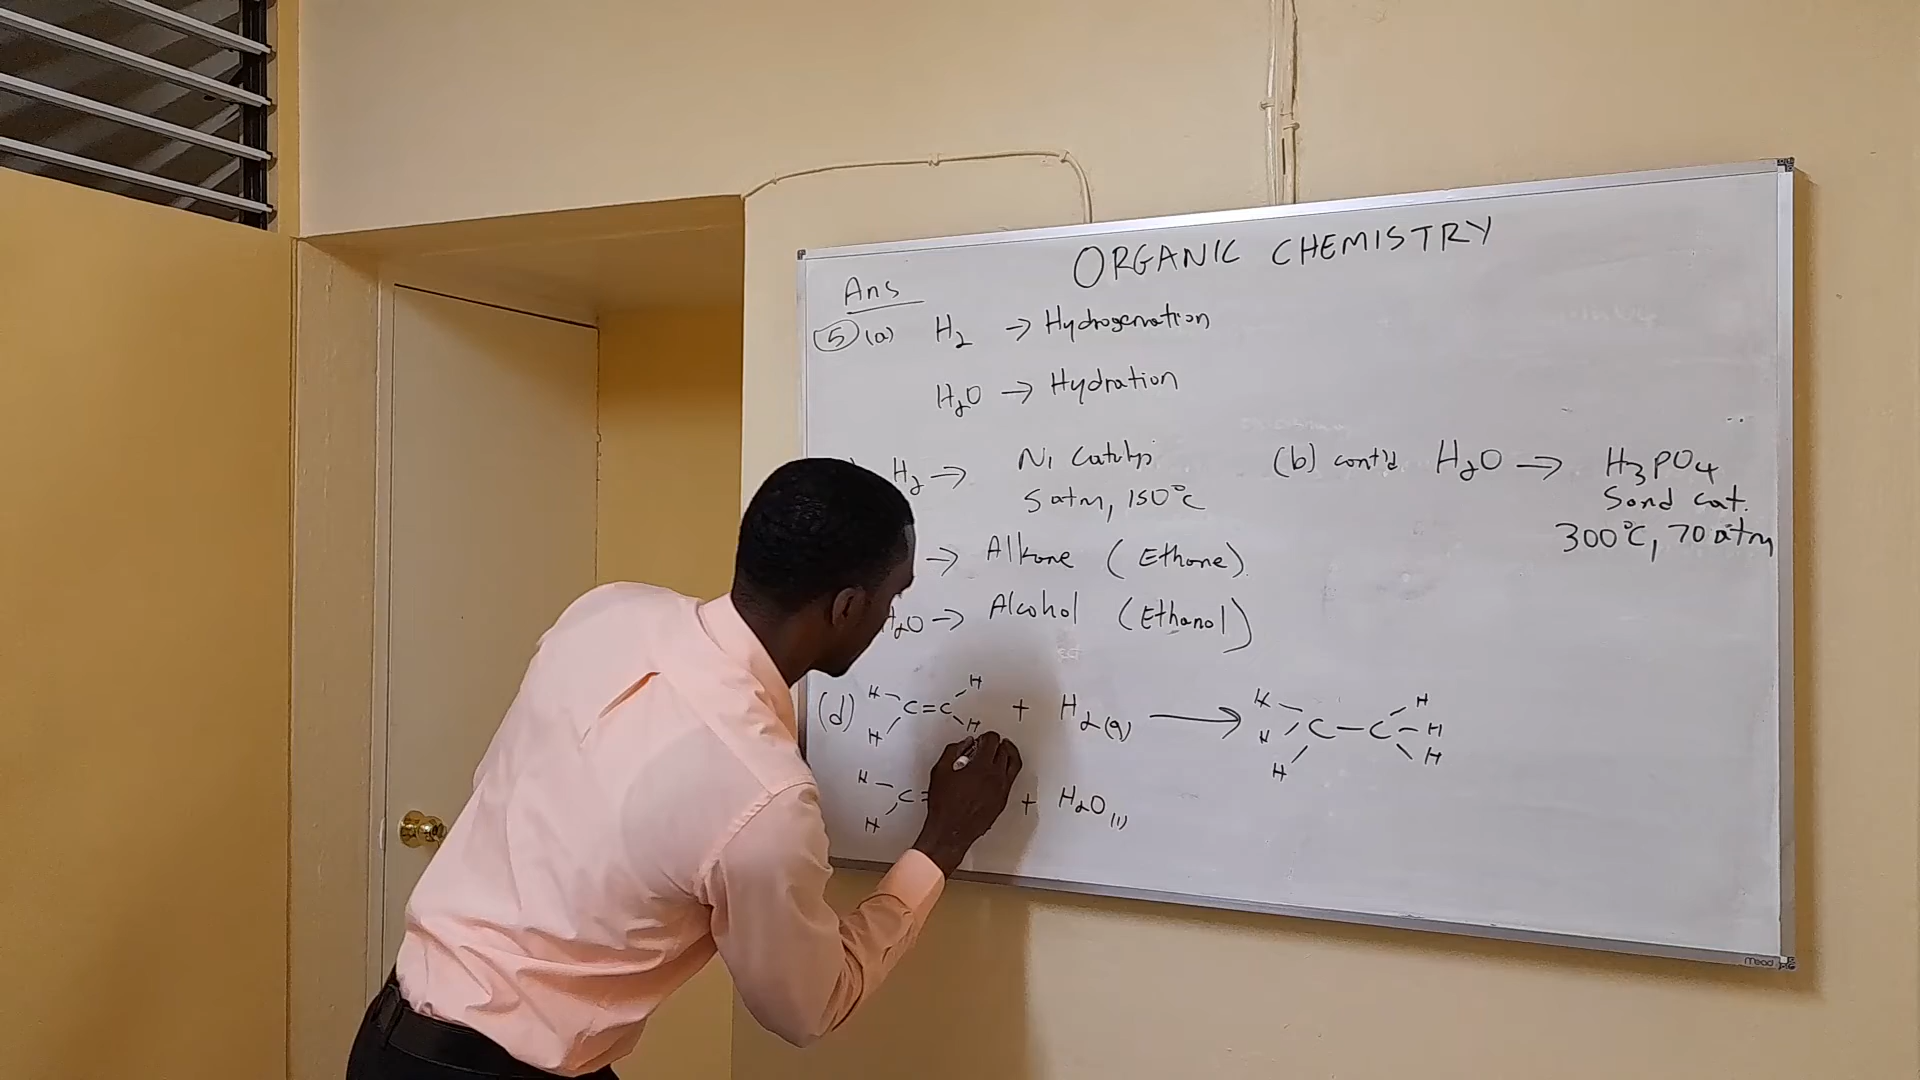 ORGANIC CHEMISTRY
Ans
5 (a) H2 → Hydrogenation
H2O → Hydration
H2 → Ni Catalys
5 atm, 150°C
(b) cont'd H2O → H3PO4
Sand cat.
300°C, 70 atm
→ Alkane (Ethane)
H2O → Alcohol (Ethanol)
(d) H H C=C H H + H2(g) → H H H C-C H H H
H H C= + H2O(l)
Mead